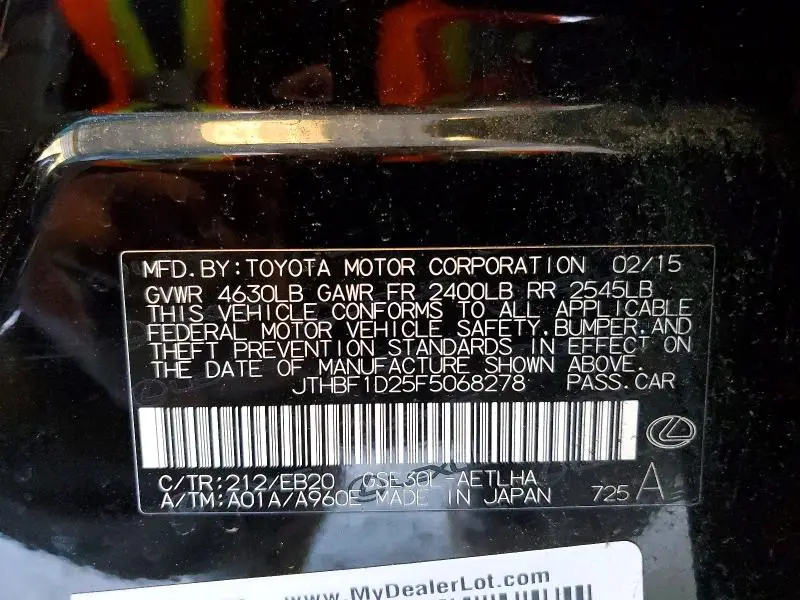 MFD.BY:TOYOTA MOTOR CORPORATION 02/15
GVWR 4630LB GAWR FR 2400LB RR 2545LB
THIS VEHICLE CONFORMS TO ALL APPLICABLE
FEDERAL MOTOR VEHICLE SAFETY.BUMPER.AND
THEFT PREVENTION STANDARDS IN EFFECT ON
THE DATE OF MANUFACTURE SHOWN ABOVE.
JTHBF1D25F5068278 PASS.CAR
C/TR:212/EB20 GSE30L-AETLHA
A/TM:A01A/A960E MADE IN JAPAN 725 A
www.MyDealerLot.com